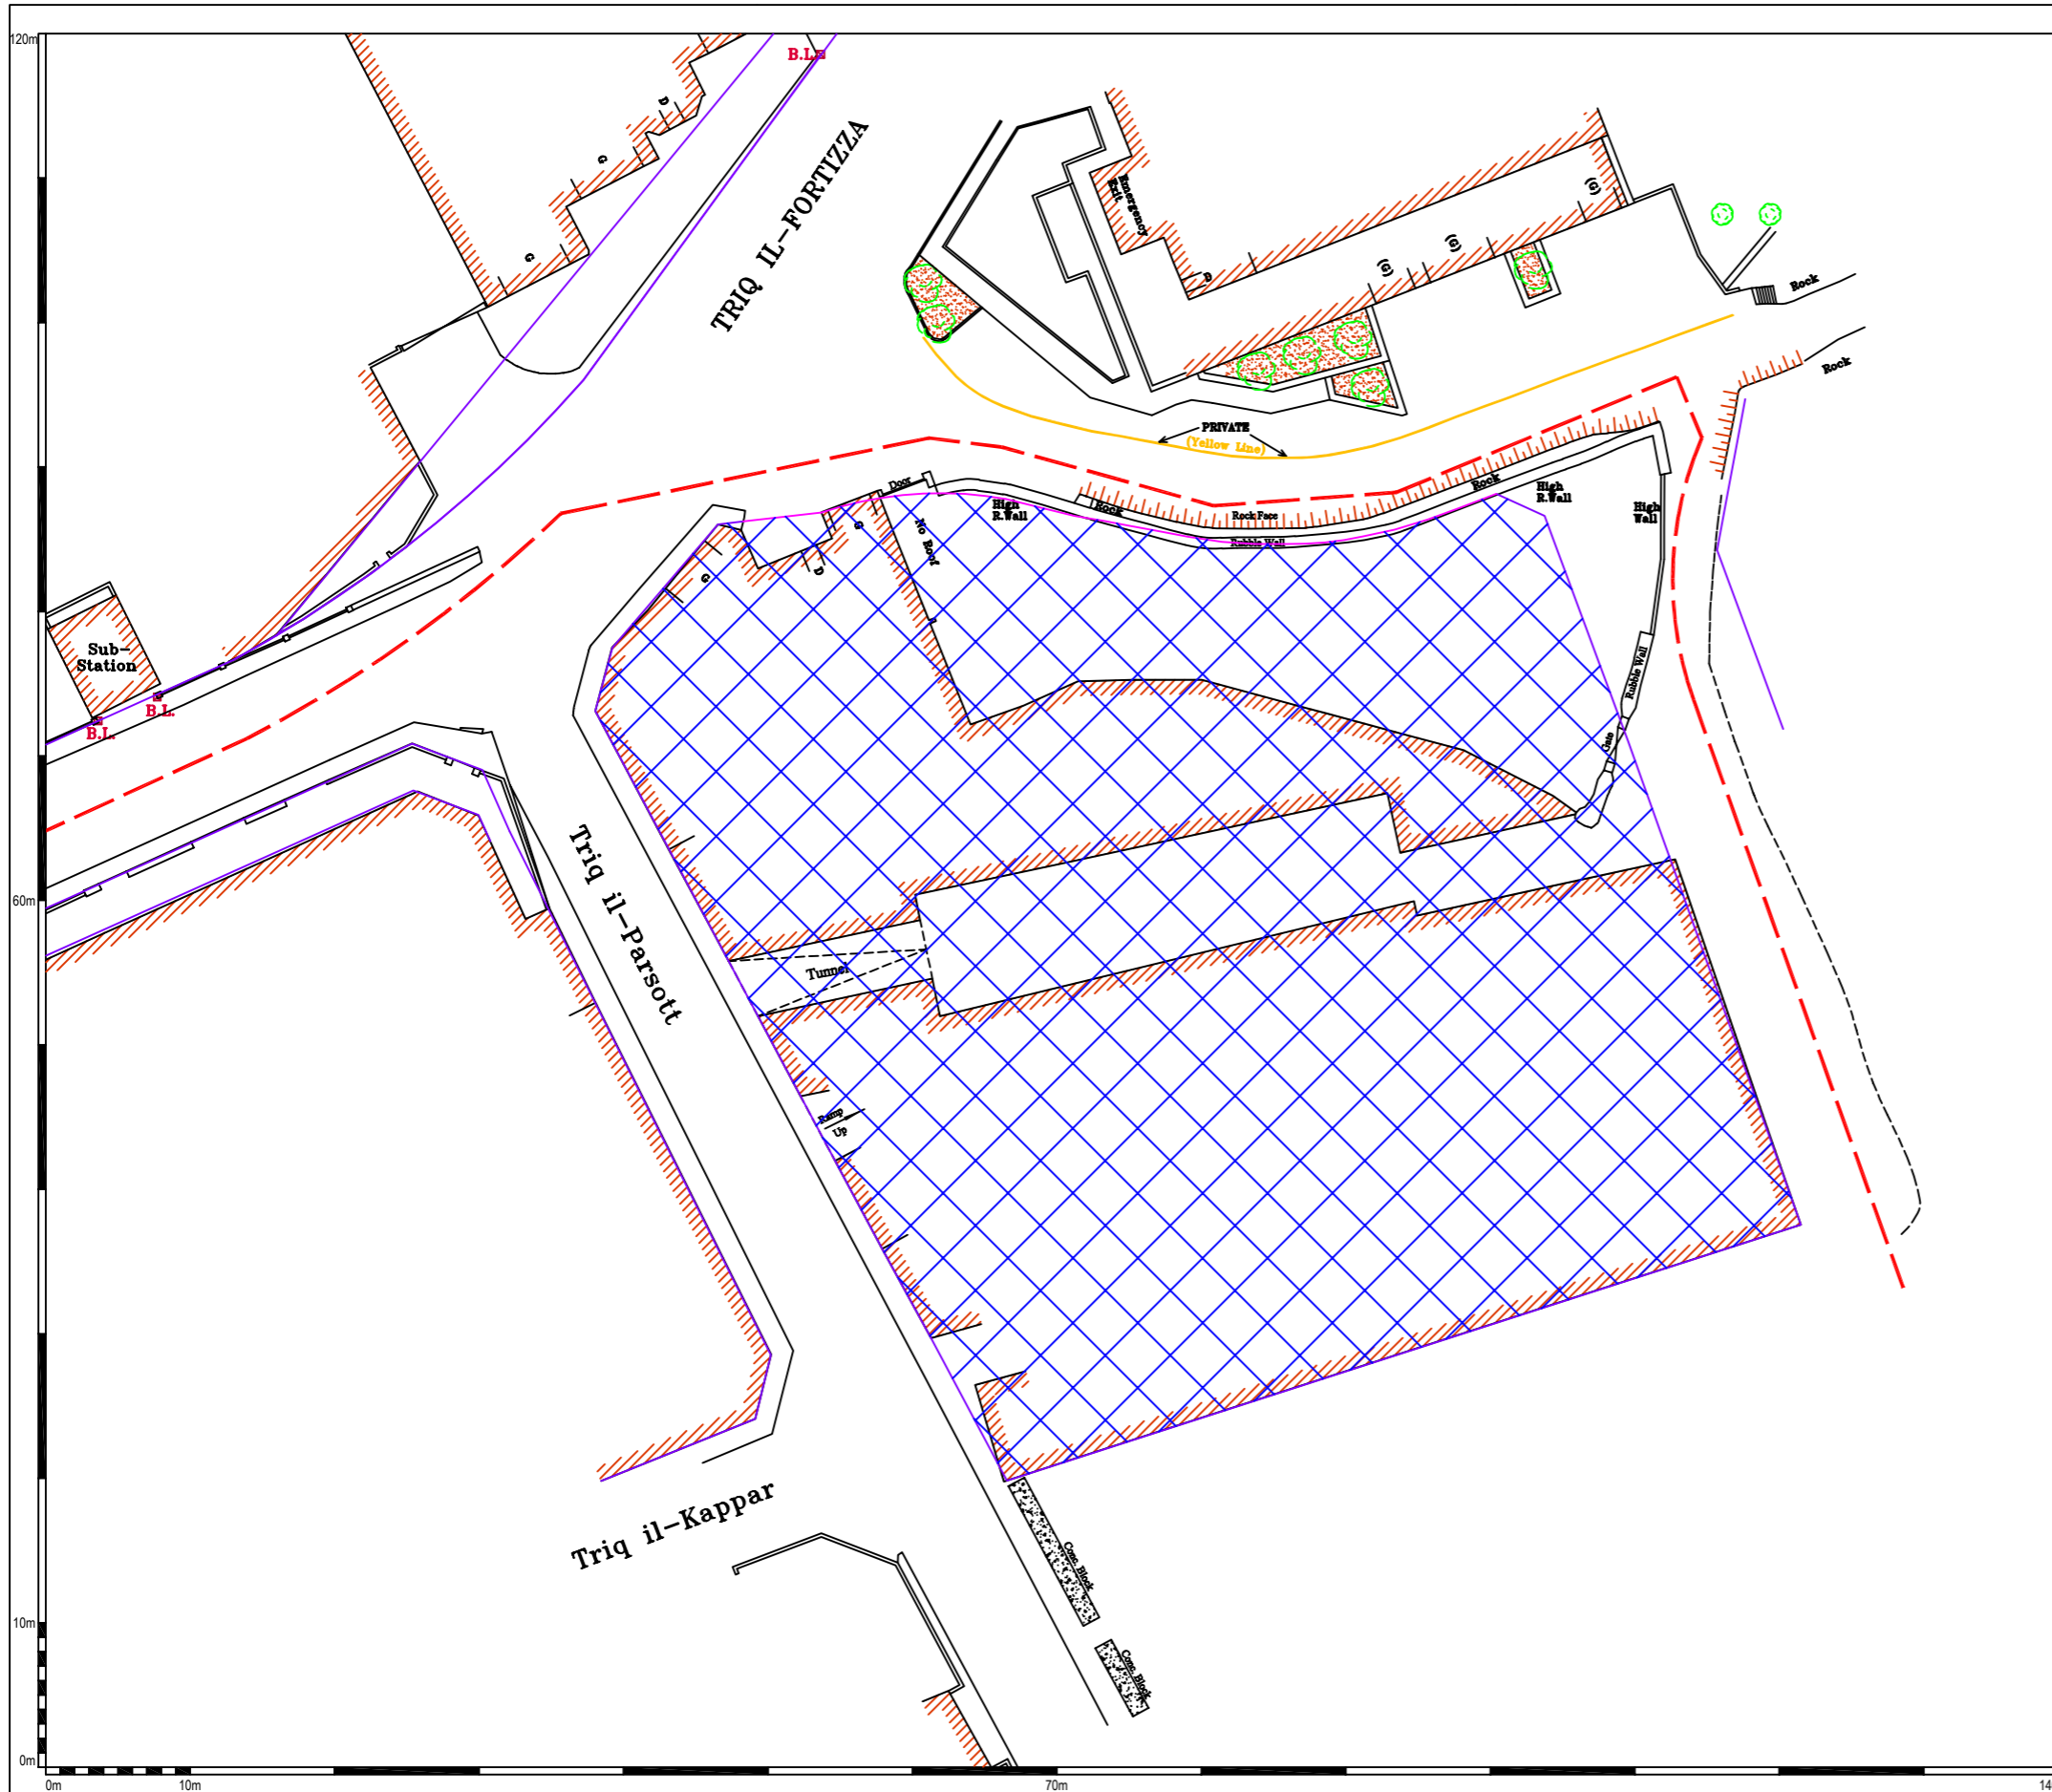 120m
B.L.
D
G
G
TRIQ IL-FORTIZZA
Emergency
Exit
D
(G)
(G)
(G)
Rock
Rock
PRIVATE
(Yellow Line)
Door
Rock
High
R.Wall
Rock
Rock Face
Rubble Wall
High
R.Wall
High
Wall
G
No Roof
D
G
Sub-
Station
B.L.
B.L.
Rubble Wall
Gate
Triq il-Parsott
60m
Tunnel
Ramp
Up
Triq il-Kappar
Conc. Block
Conc. Block
10m
0m
0m
10m
70m